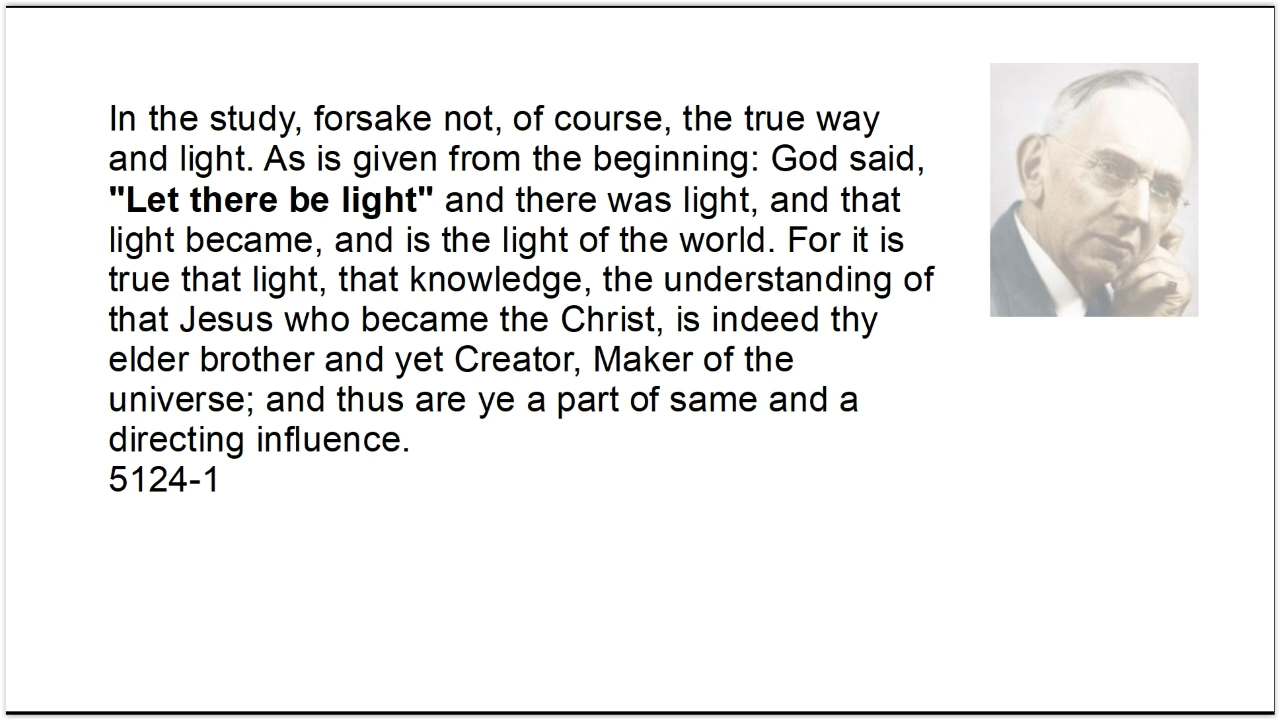 In the study, forsake not, of course, the true way
and light. As is given from the beginning: God said,
"Let there be light" and there was light, and that
light became, and is the light of the world. For it is
true that light, that knowledge, the understanding of
that Jesus who became the Christ, is indeed thy
elder brother and yet Creator, Maker of the
universe; and thus are ye a part of same and a
directing influence.
5124-1